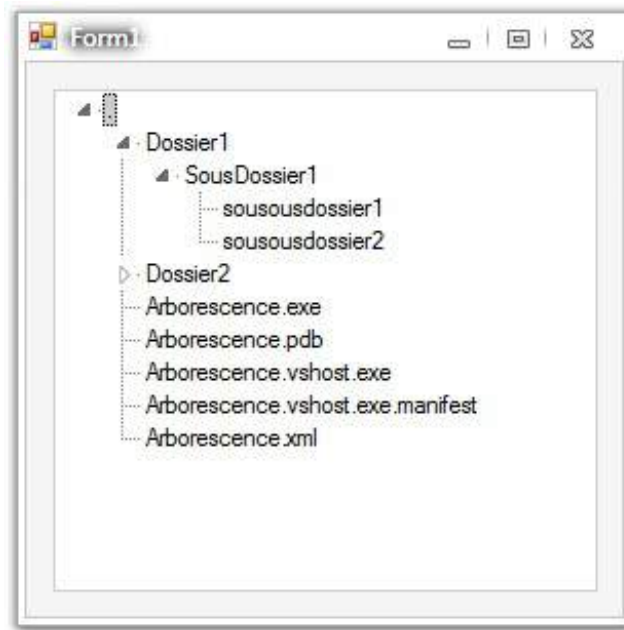 Form1
.
Dossier1
SousDossier1
sousousdossier1
sousousdossier2
Dossier2
Arborescence.exe
Arborescence.pdb
Arborescence.vshost.exe
Arborescence.vshost.exe.manifest
Arborescence.xml